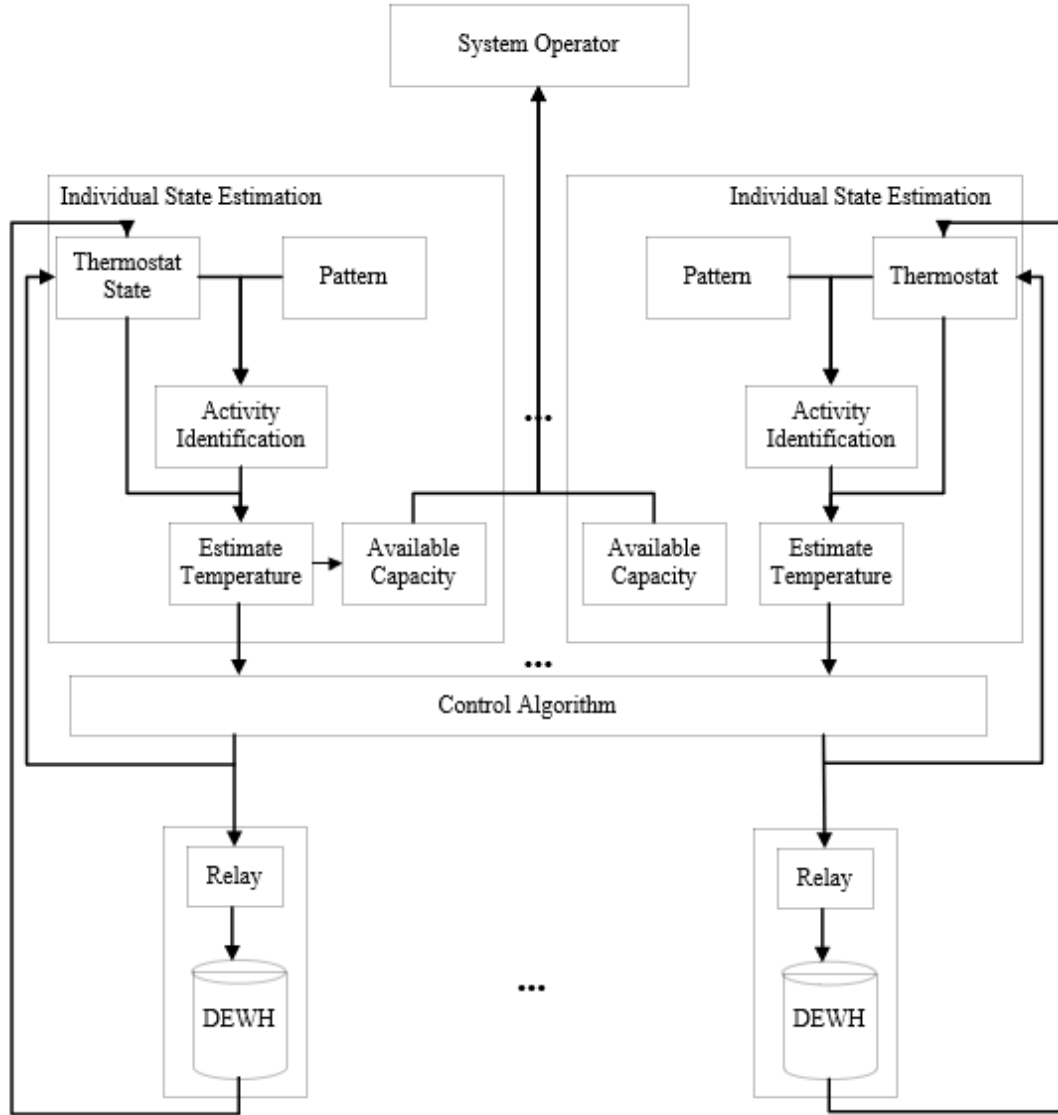 System Operator
Individual State Estimation
Individual State Estimation
Thermostat
State
Pattern
Pattern
Thermostat
Activity
Identification
...
Activity
Identification
Estimate
Temperature
Available
Capacity
Available
Capacity
Estimate
Temperature
...
Control Algorithm
Relay
Relay
DEWH
...
DEWH